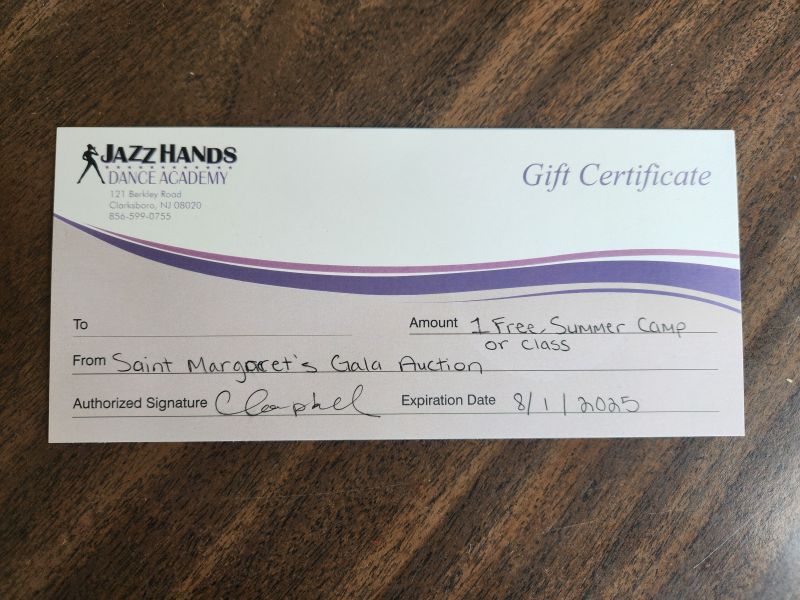 JAZZ HANDS
DANCE ACADEMY
121 Berkley Road
Clarksboro, NJ 08020
856-599-0755
Gift Certificate
To
Amount 1 Free Summer Camp
or class
From Saint Margaret's Gala Auction
Authorized Signature
Expiration Date 8/1/2025